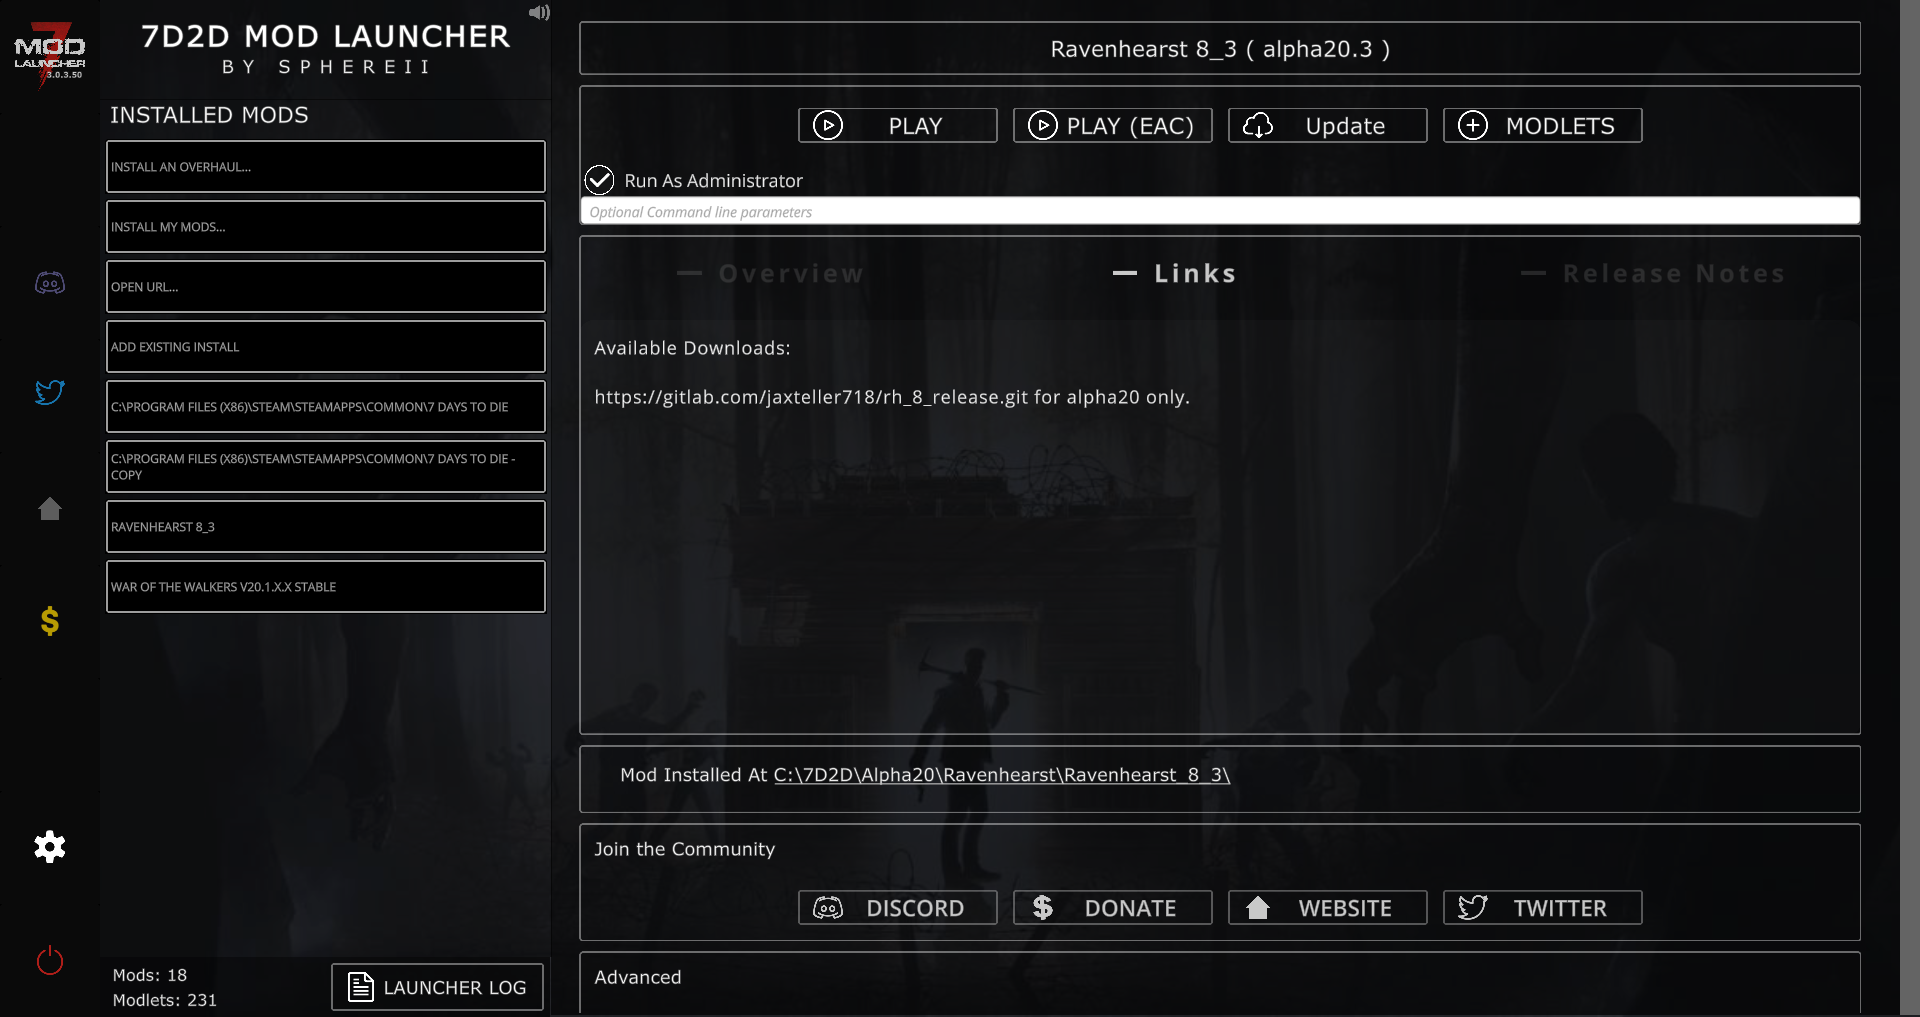 MOD
LAUNCHER
3.0.3.50
7D2D MOD LAUNCHER
BY SPHEREII
INSTALLED MODS
INSTALL AN OVERHAUL...
INSTALL MY MODS...
OPEN URL...
ADD EXISTING INSTALL
C:\PROGRAM FILES (X86)\STEAM\STEAMAPPS\COMMON\7 DAYS TO DIE
C:\PROGRAM FILES (X86)\STEAM\STEAMAPPS\COMMON\7 DAYS TO DIE -
COPY
RAVENHEARST 8_3
WAR OF THE WALKERS V20.1.X.X STABLE
Mods: 18
Modlets: 231
LAUNCHER LOG
Ravenhearst 8_3 ( alpha20.3 )
PLAY
PLAY (EAC)
Update
MODLETS
Run As Administrator
Optional Command line parameters
Overview
Links
Release Notes
Available Downloads:
https://gitlab.com/jaxteller718/rh_8_release.git for alpha20 only.
Mod Installed At C:\7D2D\Alpha20\Ravenhearst\Ravenhearst_8_3\
Join the Community
DISCORD
DONATE
WEBSITE
TWITTER
Advanced